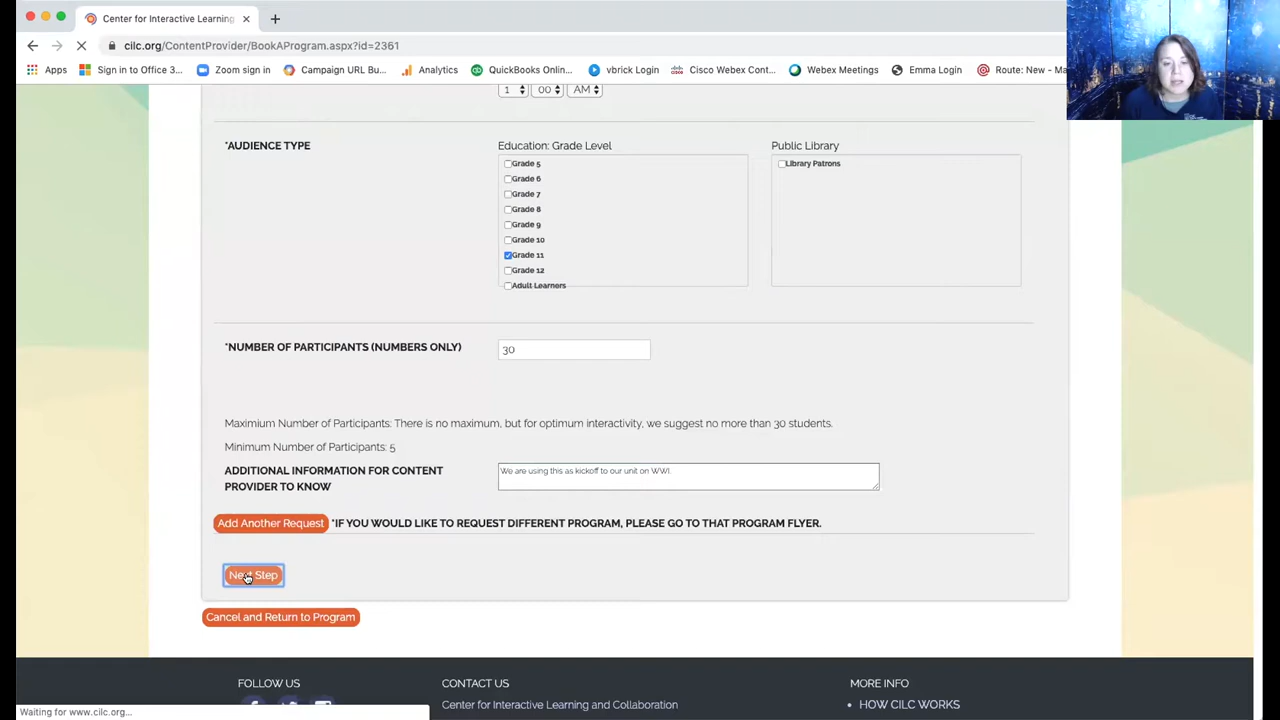 Center for Interactive Learning
cilc.org/ContentProvider/BookAProgram.aspx?id=2361
Apps
Sign in to Office 3...
Zoom sign in
Campaign URL Bu...
Analytics
QuickBooks Onlin...
vbrick Login
Cisco Webex Cont...
Webex Meetings
Emma Login
Route: New - Ma
1 00 AM
*AUDIENCE TYPE
Education: Grade Level
Public Library
Grade 5
Library Patrons
Grade 6
Grade 7
Grade 8
Grade 9
Grade 10
Grade 11
Grade 12
Adult Learners
*NUMBER OF PARTICIPANTS (NUMBERS ONLY)
30
Maximium Number of Participants: There is no maximum, but for optimum interactivity, we suggest no more than 30 students.
Minimum Number of Participants: 5
ADDITIONAL INFORMATION FOR CONTENT
PROVIDER TO KNOW
We are using this as kickoff to our unit on WWI.
Add Another Request
*IF YOU WOULD LIKE TO REQUEST DIFFERENT PROGRAM, PLEASE GO TO THAT PROGRAM FLYER.
Next Step
Cancel and Return to Program
FOLLOW US
CONTACT US
MORE INFO
Center for Interactive Learning and Collaboration
HOW CILC WORKS
Waiting for www.cilc.org...